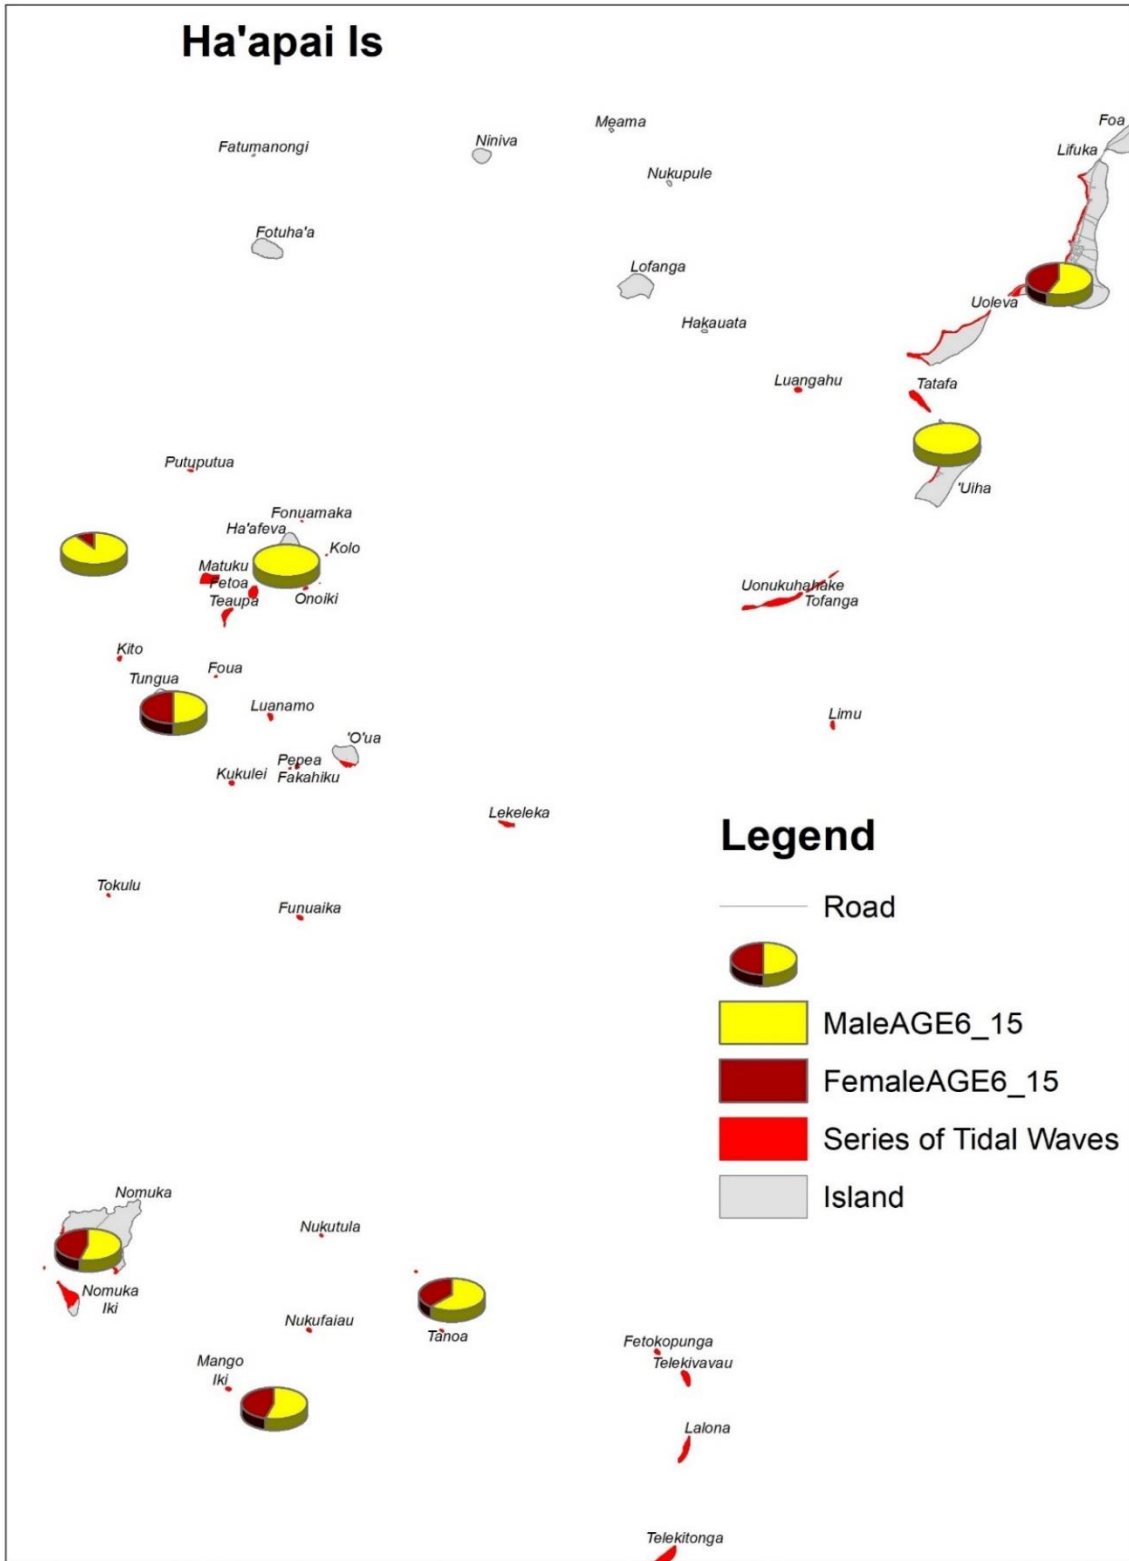 Ha'apai Is
Meama
Foa
Fatumanongi
Niniva
Lifuka
Nukupule
Fotuha'a
Lofanga
Uoleva
Hakauata
Luangahu
Tatafa
Putuputua
'Uiha
Fonuamaka
Ha'afeva
Kolo
Matuku
Fetoa
Teaupa
Onoiki
Uonukuhahake
Tofanga
Kito
Foua
Tungua
Luanamo
Limu
'O'ua
Pepea
Kukulei
Fakahiku
Lekeleka
Legend
Tokulu
Funuaika
Road
MaleAGE6_15
FemaleAGE6_15
Series of Tidal Waves
Island
Nomuka
Nukutula
Nomuka
Iki
Nukufaiau
Tanoa
Fetokopunga
Mango
Iki
Telekivavau
Lalona
Telekitonga